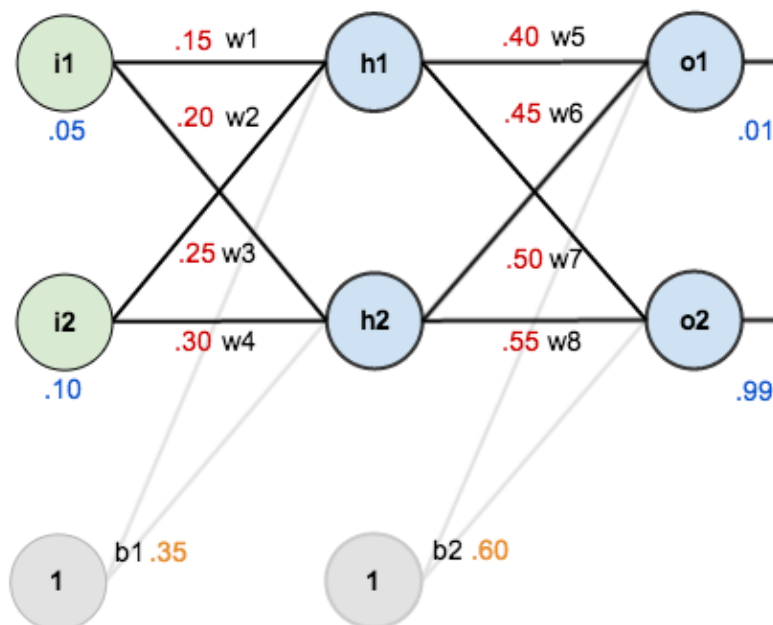 i1 .15 w1 h1 .40 w5 o1
.20 w2 .45 w6
.05 .01
.25 w3 .50 w7
i2 .30 w4 h2 .55 w8 o2
.10 .99
1 b1 .35 1 b2 .60